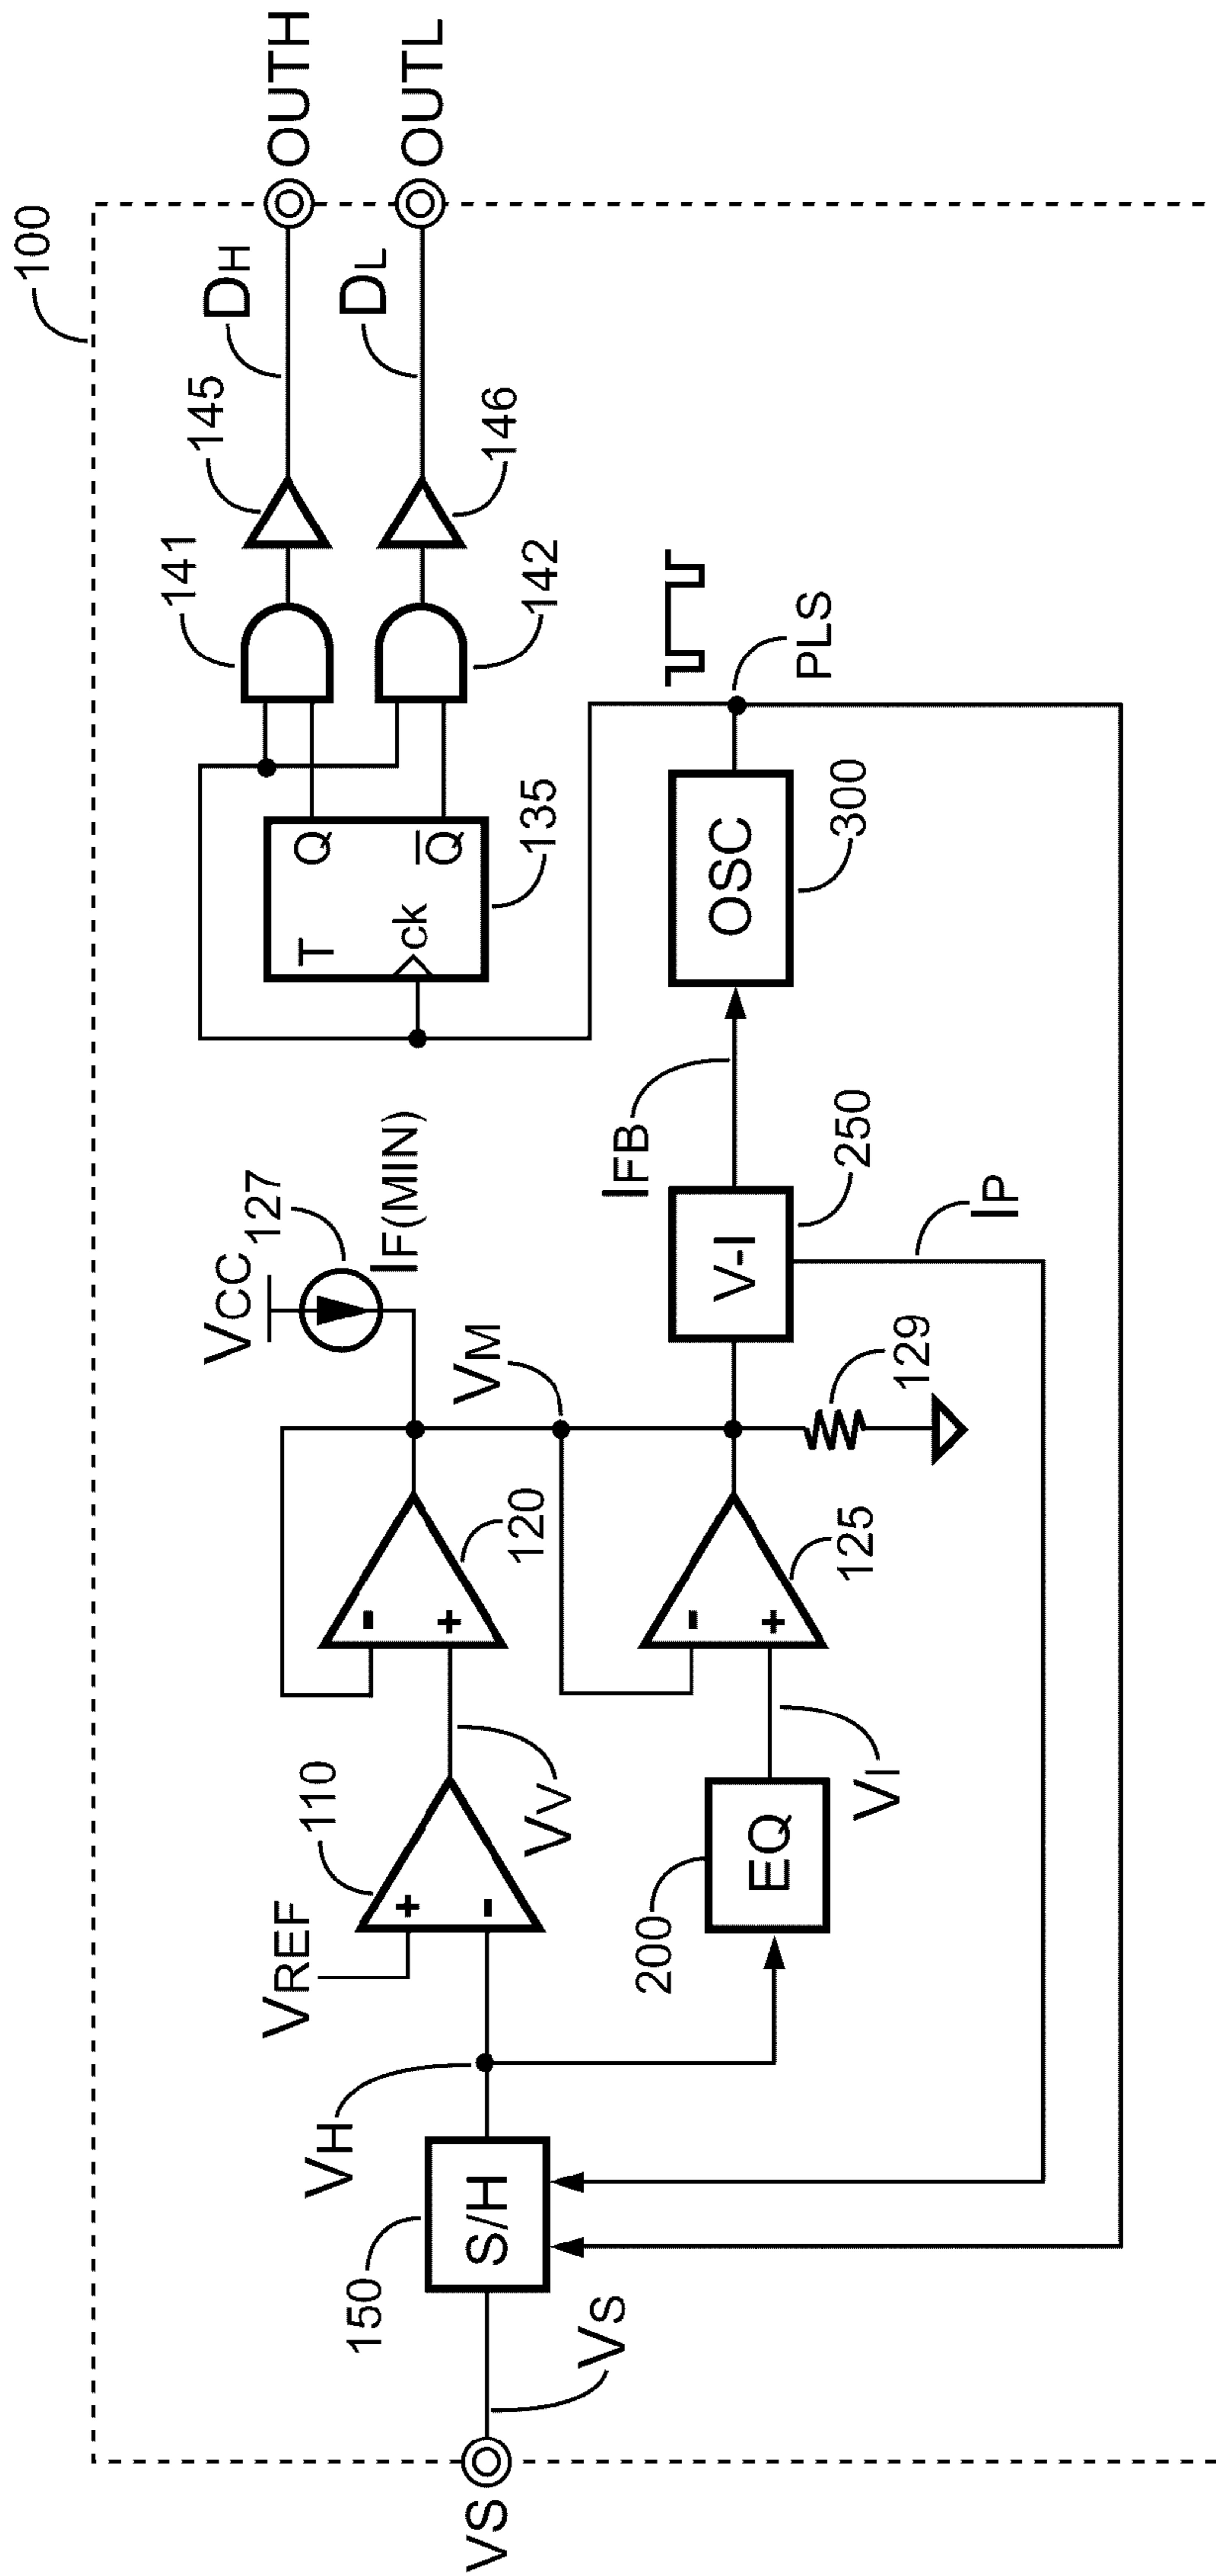 100
VS
VS
150
S/H
VH
VREF
110
+
-
VV
200
EQ
VI
-
+
120
-
+
125
VCC
127
IF(MIN)
VM
129
V-I
250
IFB
IP
OSC
300
PLS
T
ck
Q
Q̅
135
141
142
145
146
DH
DL
OUTH
OUTL